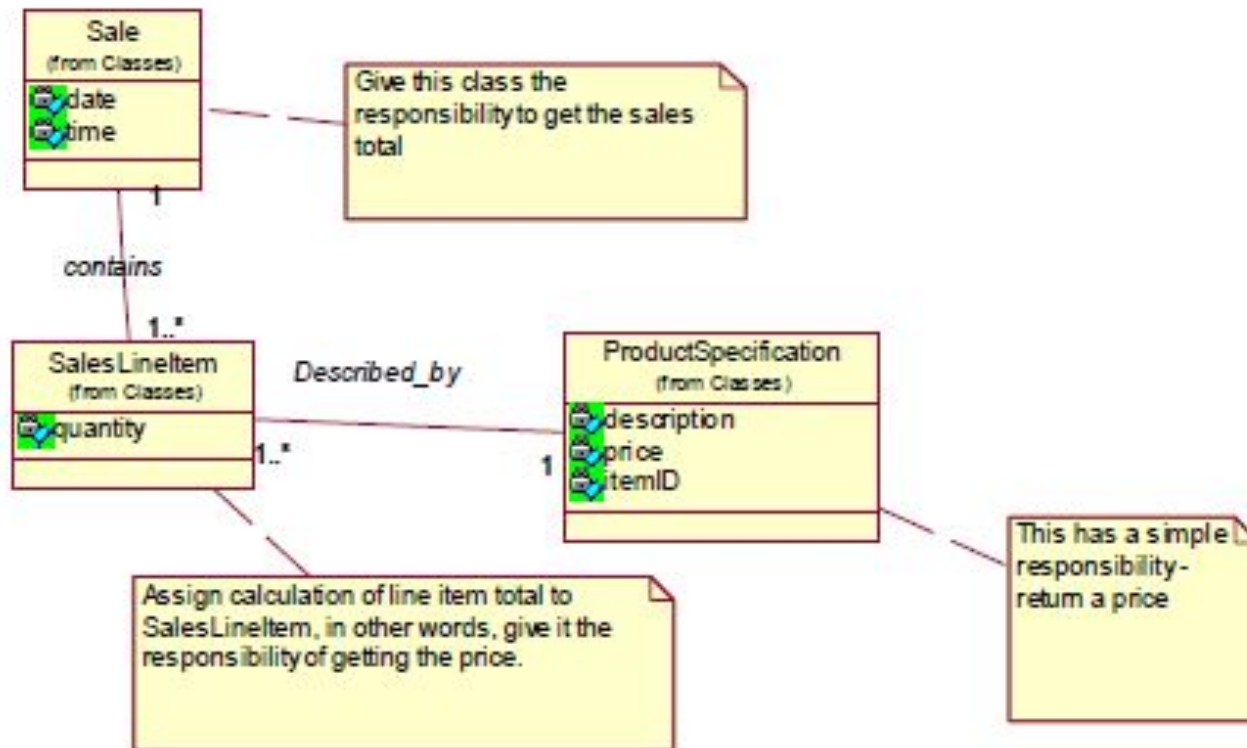 Sale
(from Classes)
date
time
Give this class the
responsibility to get the sales
total
1
contains
1..*
SalesLineItem
(from Classes)
quantity
Described_by
1..*
1
ProductSpecification
(from Classes)
description
price
itemID
This has a simple
responsibility-
return a price
Assign calculation of line item total to
SalesLineItem, in other words, give it the
responsibility of getting the price.